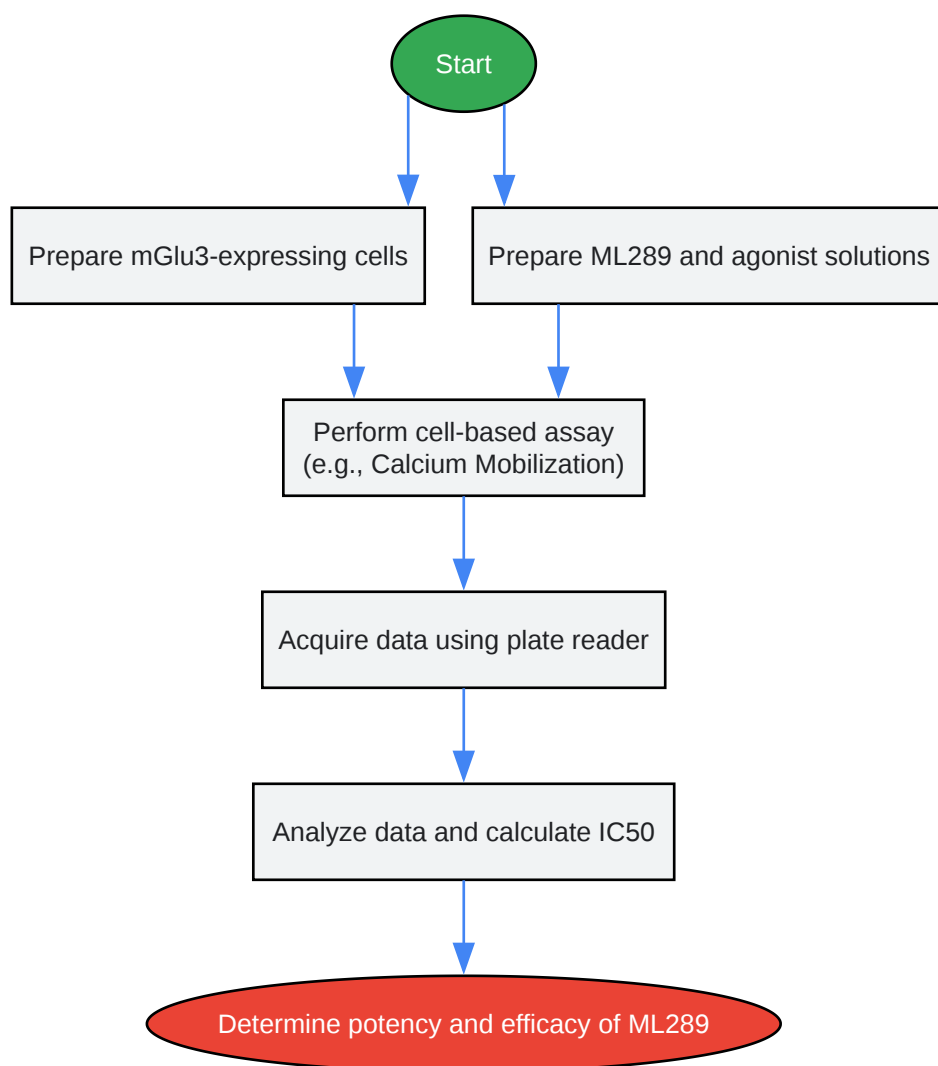 Start
Prepare mGlu3-expressing cells
Prepare ML289 and agonist solutions
Perform cell-based assay
(e.g., Calcium Mobilization)
Acquire data using plate reader
Analyze data and calculate IC50
Determine potency and efficacy of ML289